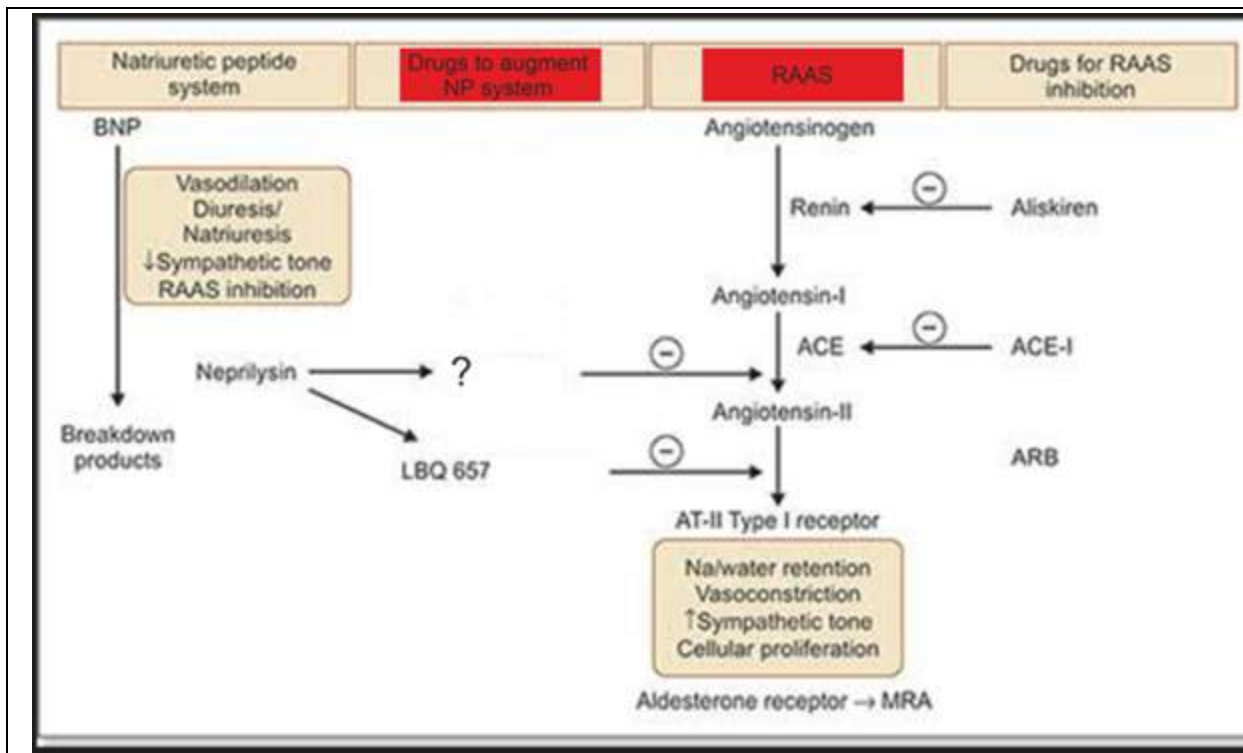 Natriuretic peptide
system
Drugs to augment
NP system
RAAS
Drugs for RAAS
inhibition
BNP
Angiotensinogen
Vasodilation
Diuresis/
Natriuresis
↓Sympathetic tone
RAAS inhibition
Renin
Aliskiren
Angiotensin-I
ACE
ACE-I
Neprilysin
?
Angiotensin-II
Breakdown
products
LBQ 657
ARB
AT-II Type I receptor
Na/water retention
Vasoconstriction
↑Sympathetic tone
Cellular proliferation
Aldesterone receptor → MRA